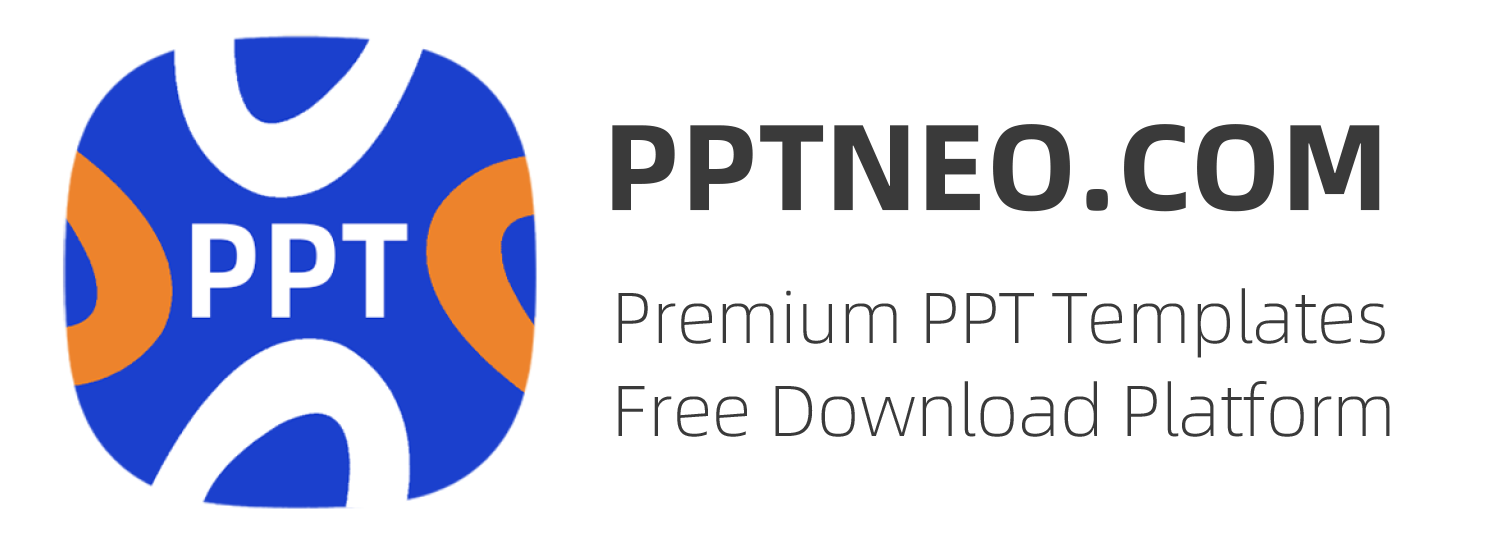 PPT
PPTNEO.COM
Premium PPT Templates
Free Download Platform